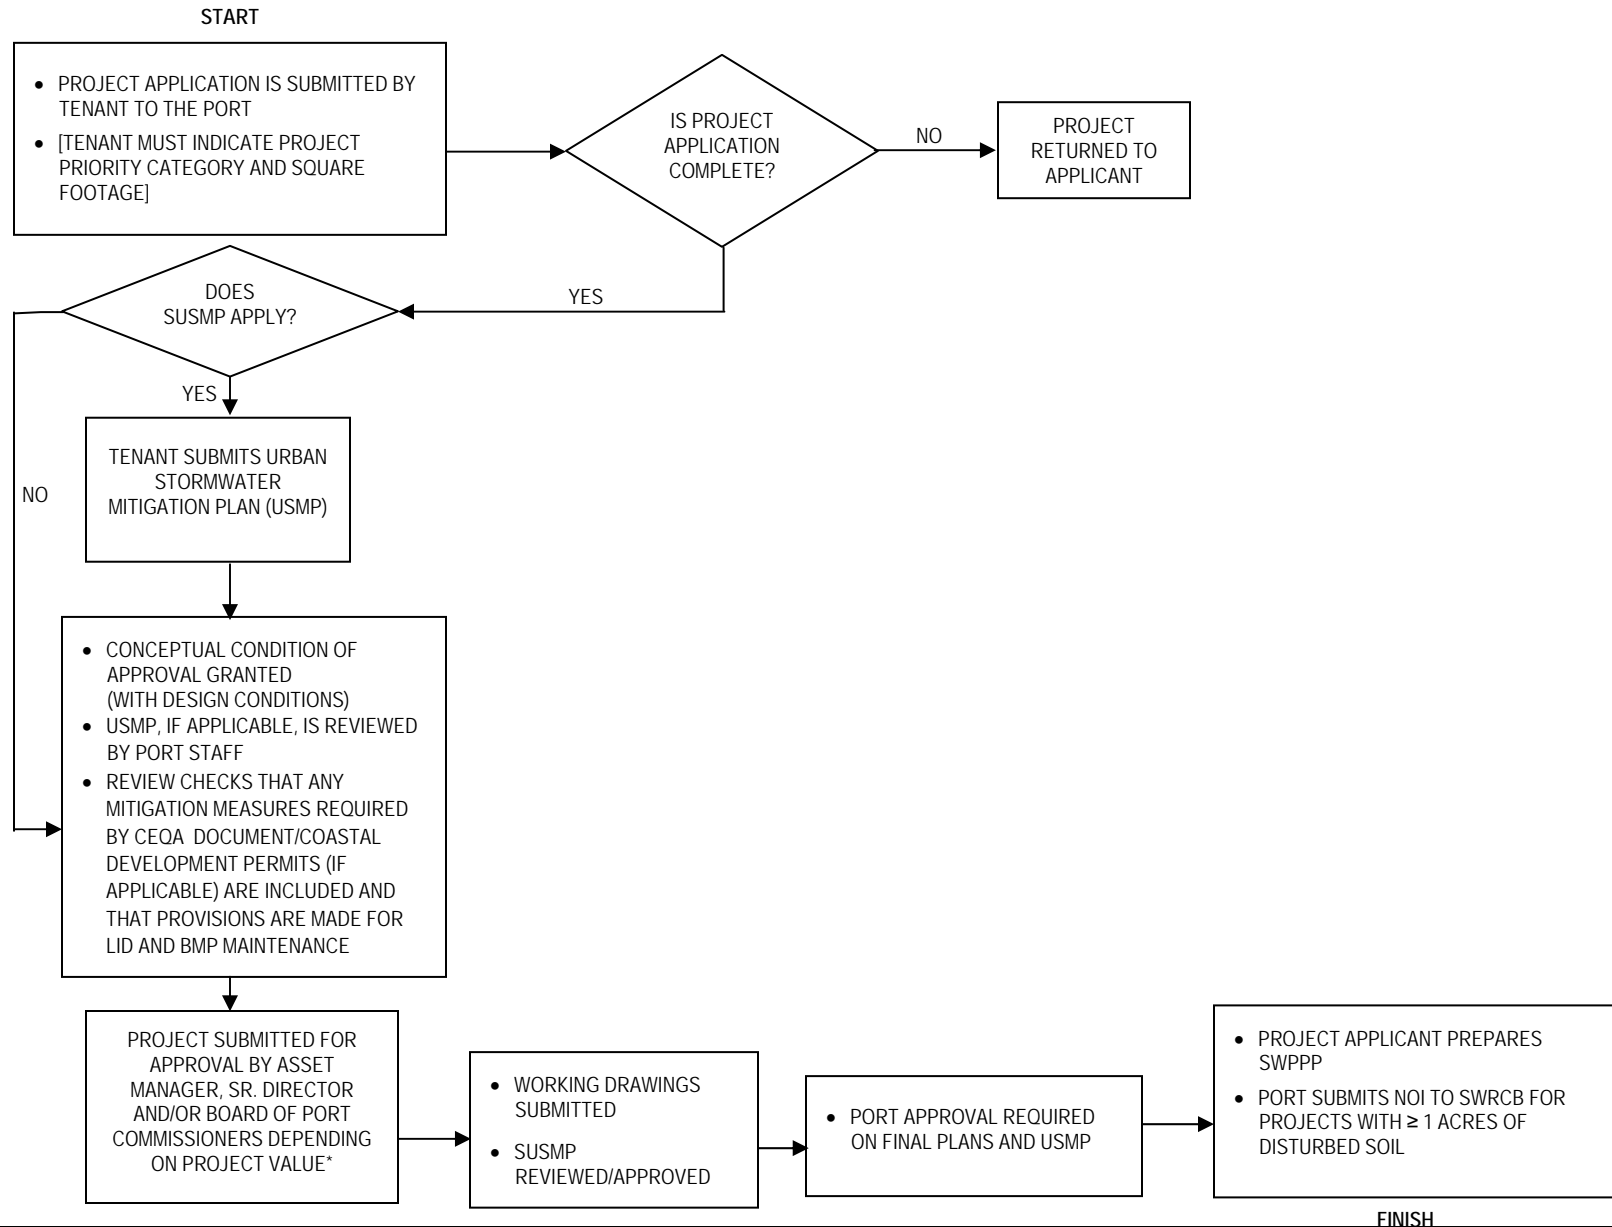 START
• PROJECT APPLICATION IS SUBMITTED BY
TENANT TO THE PORT
• [TENANT MUST INDICATE PROJECT
PRIORITY CATEGORY AND SQUARE
FOOTAGE]
IS PROJECT
APPLICATION
COMPLETE?
NO
PROJECT
RETURNED TO
APPLICANT
YES
DOES
SUSMP APPLY?
YES
NO
TENANT SUBMITS URBAN
STORMWATER
MITIGATION PLAN (USMP)
• CONCEPTUAL CONDITION OF
APPROVAL GRANTED
(WITH DESIGN CONDITIONS)
• USMP, IF APPLICABLE, IS REVIEWED
BY PORT STAFF
• REVIEW CHECKS THAT ANY
MITIGATION MEASURES REQUIRED
BY CEQA DOCUMENT/COASTAL
DEVELOPMENT PERMITS (IF
APPLICABLE) ARE INCLUDED AND
THAT PROVISIONS ARE MADE FOR
LID AND BMP MAINTENANCE
PROJECT SUBMITTED FOR
APPROVAL BY ASSET
MANAGER, SR. DIRECTOR
AND/OR BOARD OF PORT
COMMISSIONERS DEPENDING
ON PROJECT VALUE*
• WORKING DRAWINGS
SUBMITTED
• SUSMP
REVIEWED/APPROVED
• PORT APPROVAL REQUIRED
ON FINAL PLANS AND USMP
• PROJECT APPLICANT PREPARES
SWPPP
• PORT SUBMITS NOI TO SWRCB FOR
PROJECTS WITH ≥ 1 ACRES OF
DISTURBED SOIL
FINISH